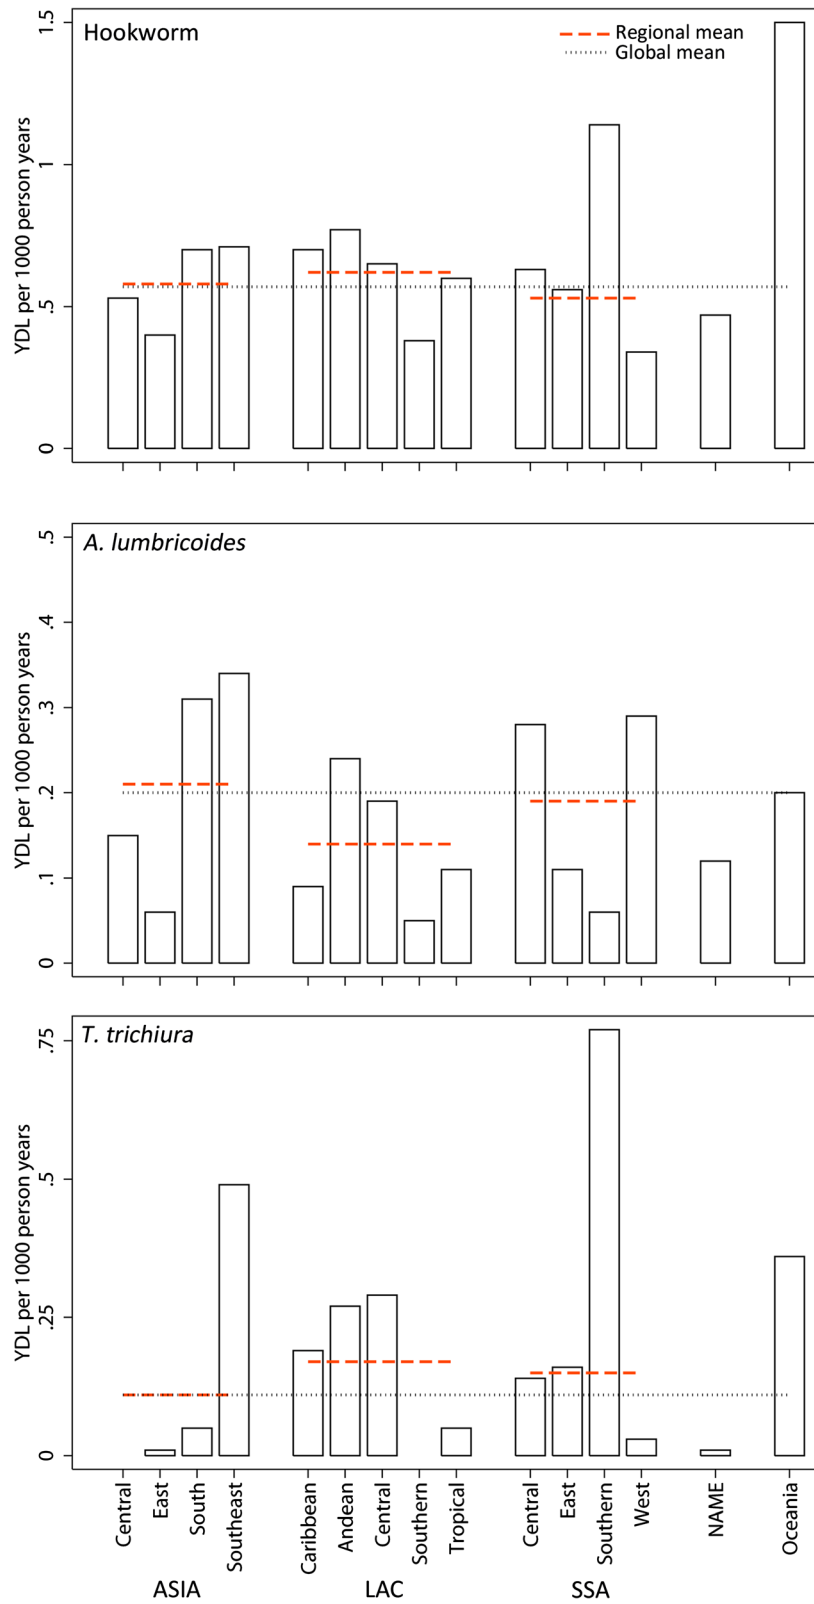 Hookworm
Regional mean
Global mean
YDL per 1000 person years
1.5
1
.5
0
A. lumbricoides
YDL per 1000 person years
.5
.4
.3
.2
.1
0
T. trichiura
YDL per 1000 person years
.75
.5
.25
0
Central
East
South
Southeast
Caribbean
Andean
Central
Southern
Tropical
Central
East
Southern
West
NAME
Oceania
ASIA
LAC
SSA